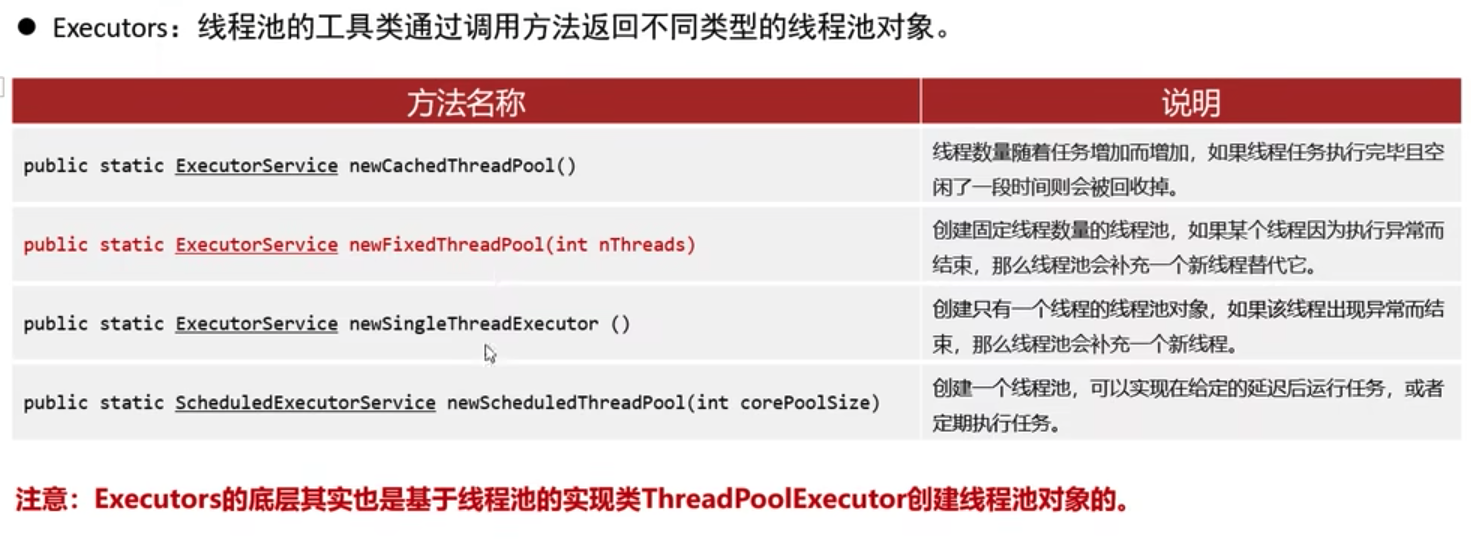 ● Executors：线程池的工具类通过调用方法返回不同类型的线程池对象。
方法名称 说明
public static ExecutorService newCachedThreadPool() 线程数量随着任务增加而增加，如果线程任务执行完毕且空
闲了一段时间则会被回收掉。
public static ExecutorService newFixedThreadPool(int nThreads) 创建固定线程数量的线程池，如果某个线程因为执行异常而
结束，那么线程池会补充一个新线程替代它。
public static ExecutorService newSingleThreadExecutor () 创建只有一个线程的线程池对象，如果该线程出现异常而结
束，那么线程池会补充一个新线程。
public static ScheduledExecutorService newScheduledThreadPool(int corePoolSize) 创建一个线程池，可以实现在给定的延迟后运行任务，或者
定期执行任务。
注意：Executors的底层其实也是基于线程池的实现类ThreadPoolExecutor创建线程池对象的。